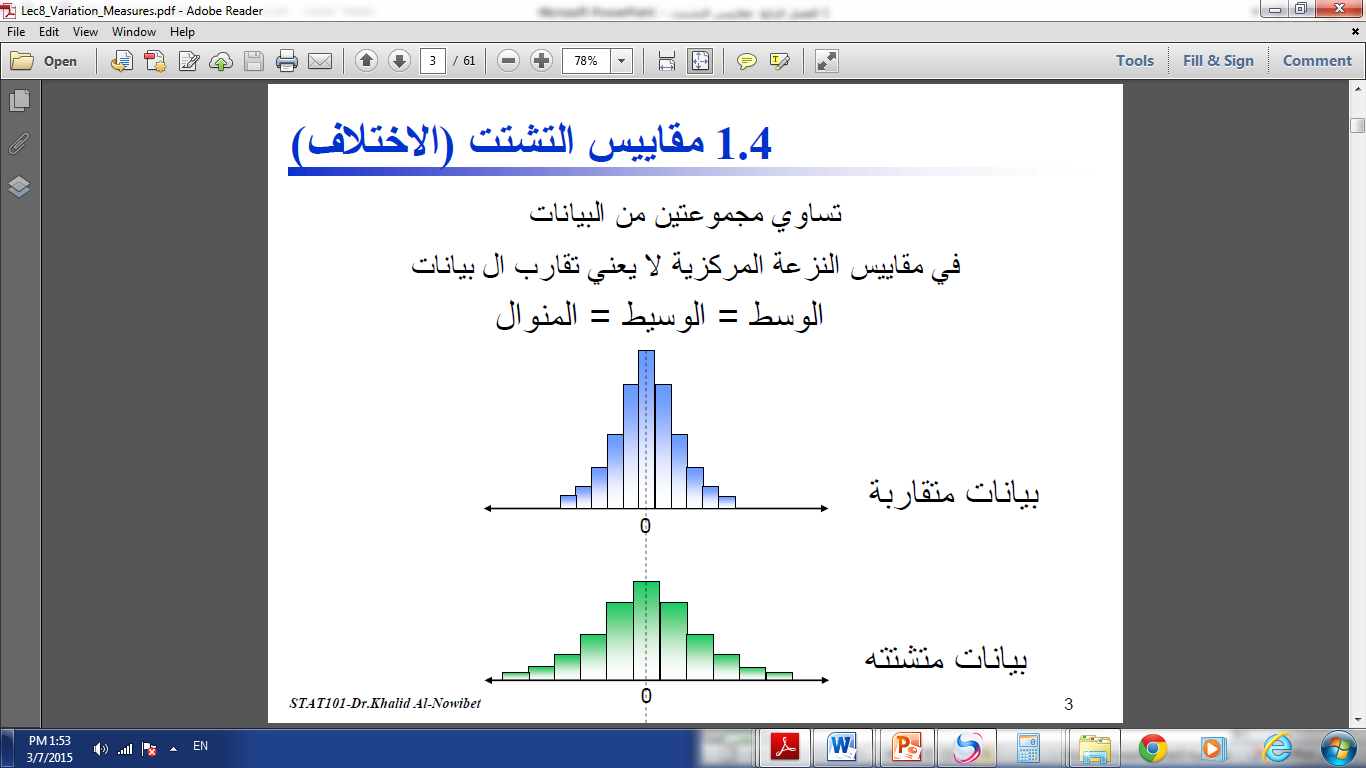 Lec8_Variation_Measures.pdf - Adobe Reader
File Edit View Window Help
Open 3 / 61 78% Tools Fill & Sign Comment
1.4 مقاييس التشتت (الاختلاف)
تساوي مجموعتين من البيانات
في مقاييس النزعة المركزية لا يعني تقارب ال بيانات
الوسط = الوسيط = المنوال
بيانات متقاربة
0
بيانات متشتته
0
STAT101-Dr.Khalid Al-Nowibet
3
PM 1:53
3/7/2015
EN